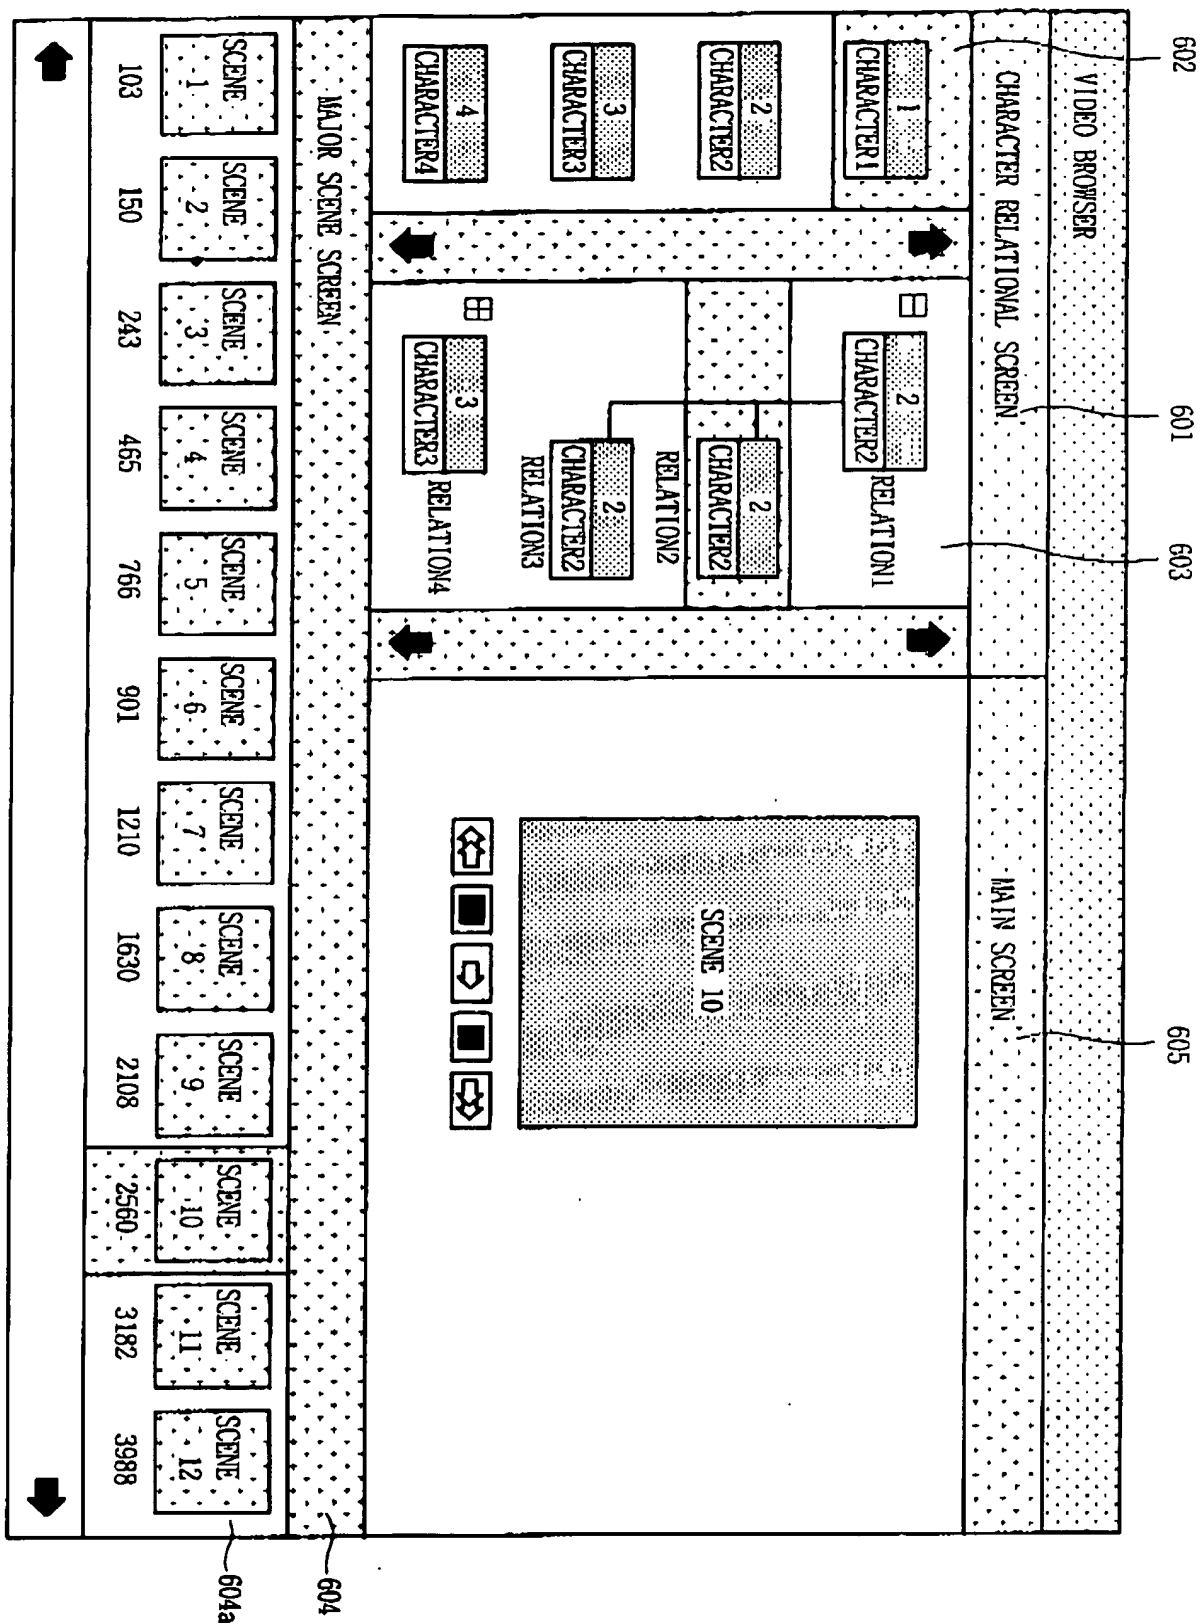 602
601
603
605
VIDEO BROWSER
CHARACTER RELATIONAL SCREEN
MAIN SCREEN
1
CHARACTER1
2
CHARACTER2
3
CHARACTER3
4
CHARACTER4
2
CHARACTER2
RELATION1
2
CHARACTER2
RELATION2
2
CHARACTER2
RELATION3
3
CHARACTER3
RELATION4
SCENE 10
MAJOR SCENE SCREEN
604
SCENE
1
SCENE
2
SCENE
3
SCENE
4
SCENE
5
SCENE
6
SCENE
7
SCENE
8
SCENE
9
SCENE
10
SCENE
11
SCENE
12
604a
103
150
243
465
766
901
1210
1630
2108
2560
3182
3988